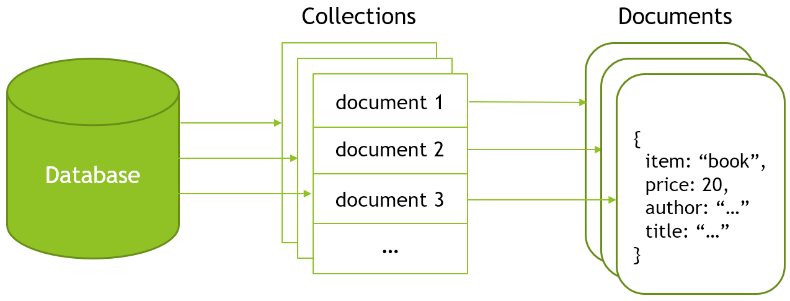 Collections
Documents
Database
document 1
document 2
document 3
...
{
item: “book”,
price: 20,
author: “...”
title: “...”
}